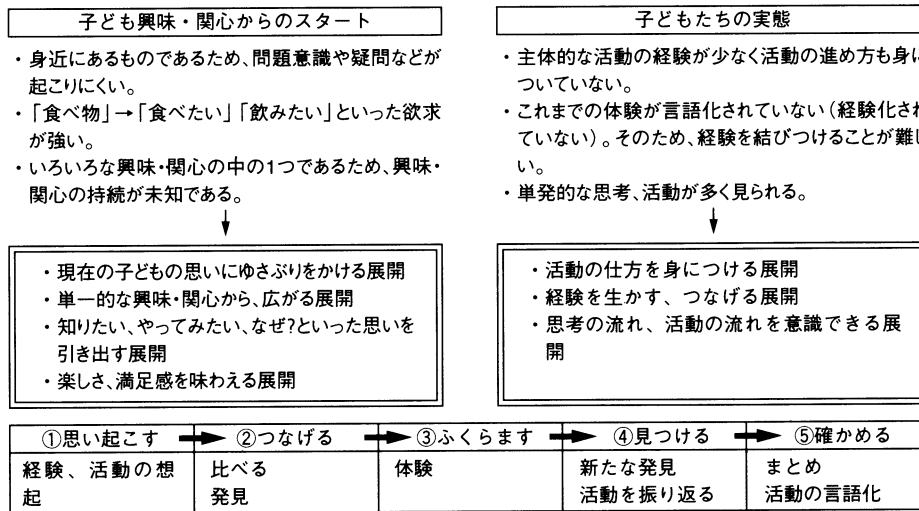 子ども興味・関心からのスタート
・身近にあるものであるため、問題意識や疑問などが
起こりにくい。
・「食べ物」→「食べたい」「飲みたい」といった欲求
が強い。
・いろいろな興味・関心の中の1つであるため、興味・
関心の持続が未知である。
↓
・現在の子どもの思いにゆさぶりをかける展開
・単一的な興味・関心から、広がる展開
・知りたい、やってみたい、なぜ?といった思いを
引き出す展開
・楽しさ、満足感を味わえる展開
子どもたちの実態
・主体的な活動の経験が少なく活動の進め方も身に
ついていない。
・これまでの体験が言語化されていない(経験化され
ていない)。そのため、経験を結びつけることが難し
い。
・単発的な思考、活動が多く見られる。
↓
・活動の仕方を身につける展開
・経験を生かす、つなげる展開
・思考の流れ、活動の流れを意識できる展
開
①思い起こす ➡ ②つなげる ➡ ③ふくらます ➡ ④見つける ➡ ⑤確かめる
経験、活動の想
起
比べる
発見
体験
新たな発見
活動を振り返る
まとめ
活動の言語化